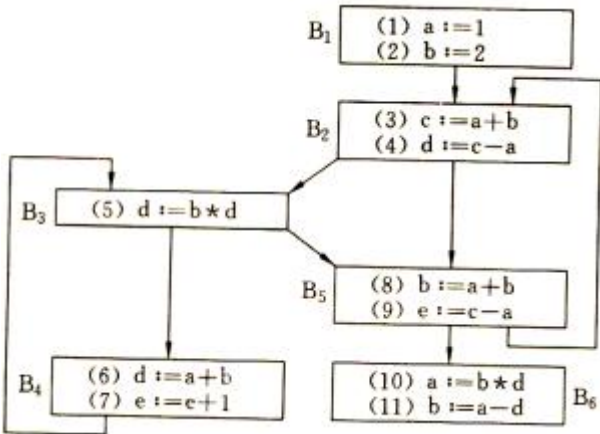 B₁
(1) a :=1
(2) b :=2
B₂
(3) c :=a+b
(4) d :=c−a
B₃
(5) d :=b*d
B₅
(8) b :=a+b
(9) e :=c−a
B₄
(6) d :=a+b
(7) e :=e+1
(10) a :=b*d
(11) b :=a−d
B₆